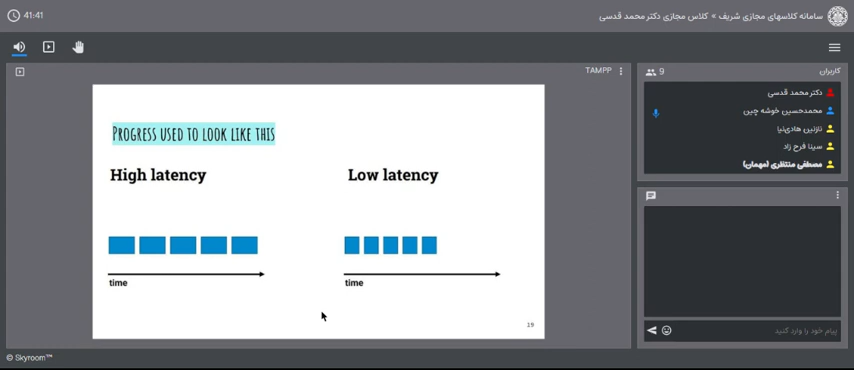 41:41
سامانه کلاسهای مجازی شریف » کلاس مجازی دکتر محمد قدسی
TAMPP
PROGRESS USED TO LOOK LIKE THIS
High latency
Low latency
time
time
19
9
کاربران
دکتر محمد قدسی
محمدحسین خوشه چین
نازنین هادی‌نیا
سینا فرح زاد
مصطفی منتظری (مهمان)
پیام خود را وارد کنید
© Skyroom™